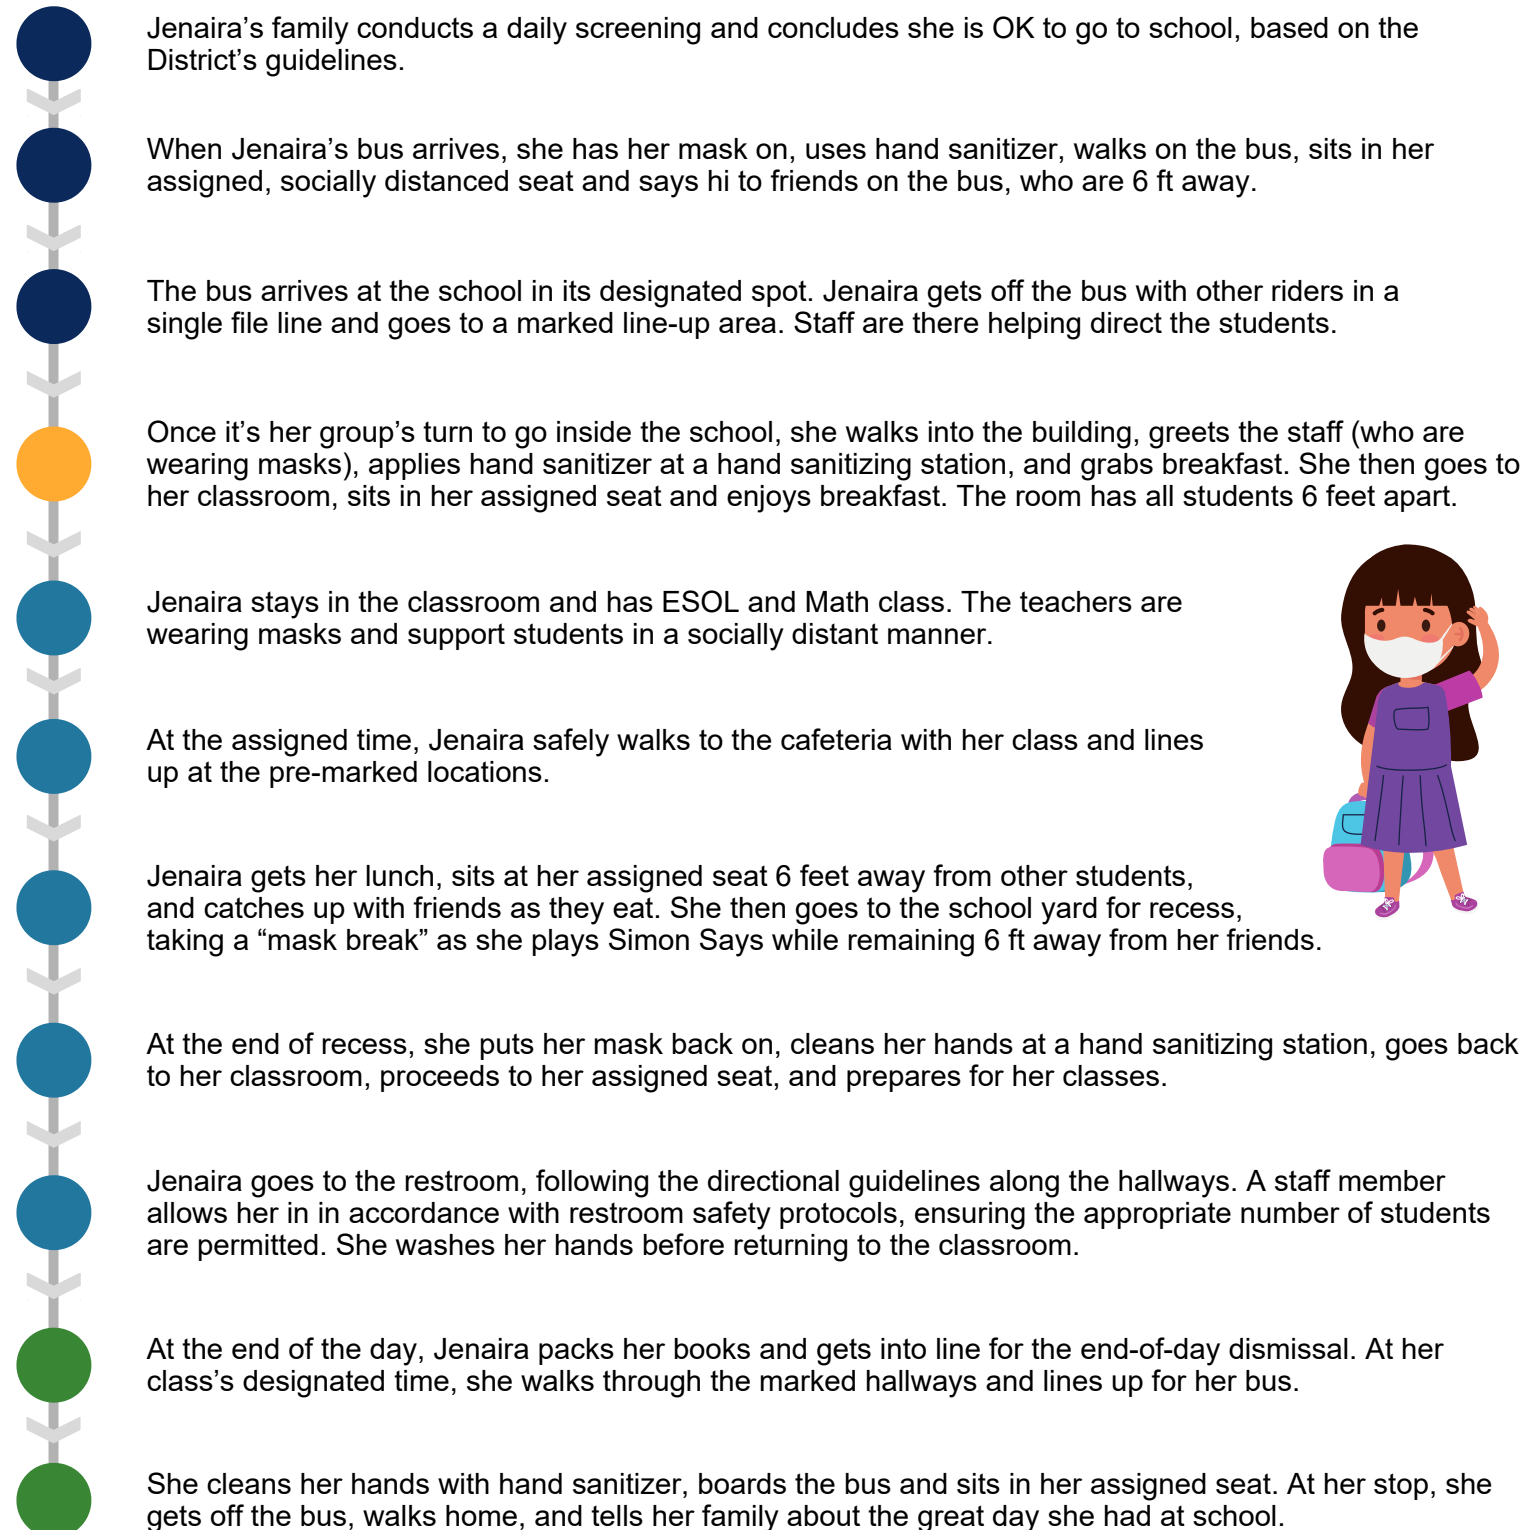 Jenaira’s family conducts a daily screening and concludes she is OK to go to school, based on the
District’s guidelines.
When Jenaira’s bus arrives, she has her mask on, uses hand sanitizer, walks on the bus, sits in her
assigned, socially distanced seat and says hi to friends on the bus, who are 6 ft away.
The bus arrives at the school in its designated spot. Jenaira gets off the bus with other riders in a
single file line and goes to a marked line-up area. Staff are there helping direct the students.
Once it’s her group’s turn to go inside the school, she walks into the building, greets the staff (who are
wearing masks), applies hand sanitizer at a hand sanitizing station, and grabs breakfast. She then goes to
her classroom, sits in her assigned seat and enjoys breakfast. The room has all students 6 feet apart.
Jenaira stays in the classroom and has ESOL and Math class. The teachers are
wearing masks and support students in a socially distant manner.
At the assigned time, Jenaira safely walks to the cafeteria with her class and lines
up at the pre-marked locations.
Jenaira gets her lunch, sits at her assigned seat 6 feet away from other students,
and catches up with friends as they eat. She then goes to the school yard for recess,
taking a “mask break” as she plays Simon Says while remaining 6 ft away from her friends.
At the end of recess, she puts her mask back on, cleans her hands at a hand sanitizing station, goes back
to her classroom, proceeds to her assigned seat, and prepares for her classes.
Jenaira goes to the restroom, following the directional guidelines along the hallways. A staff member
allows her in in accordance with restroom safety protocols, ensuring the appropriate number of students
are permitted. She washes her hands before returning to the classroom.
At the end of the day, Jenaira packs her books and gets into line for the end-of-day dismissal. At her
class’s designated time, she walks through the marked hallways and lines up for her bus.
She cleans her hands with hand sanitizer, boards the bus and sits in her assigned seat. At her stop, she
gets off the bus, walks home, and tells her family about the great day she had at school.